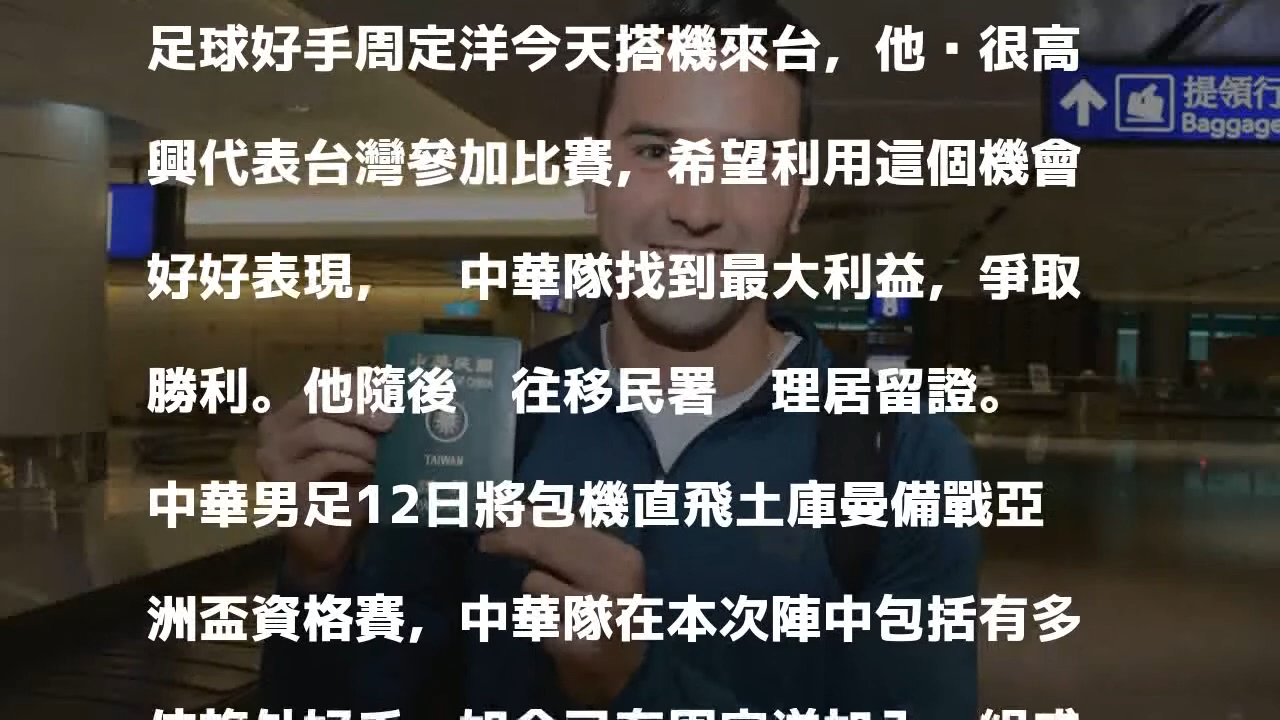 足球好手周定洋今天搭機來台，他·很高
興代表台灣參加比賽，希望利用這個機會
好好表現，　中華隊找到最大利益，爭取
勝利。他隨後　往移民署　理居留證。
中華男足12日將包機直飛土庫曼備戰亞
洲盃資格賽，中華隊在本次陣中包括有多
提領行
Baggage
TAIWAN